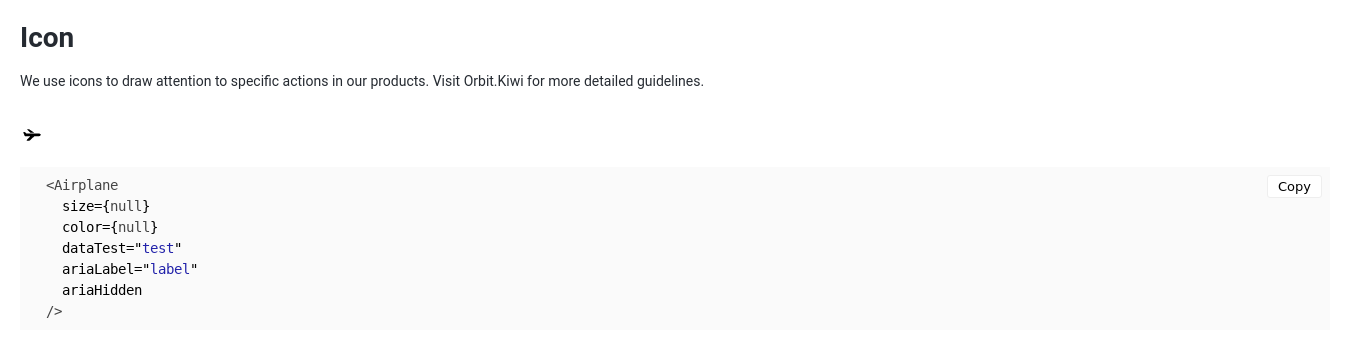 Icon
We use icons to draw attention to specific actions in our products. Visit Orbit.Kiwi for more detailed guidelines.
<Airplane
Copy
size={null}
color={null}
dataTest="test"
ariaLabel="label"
ariaHidden
/>